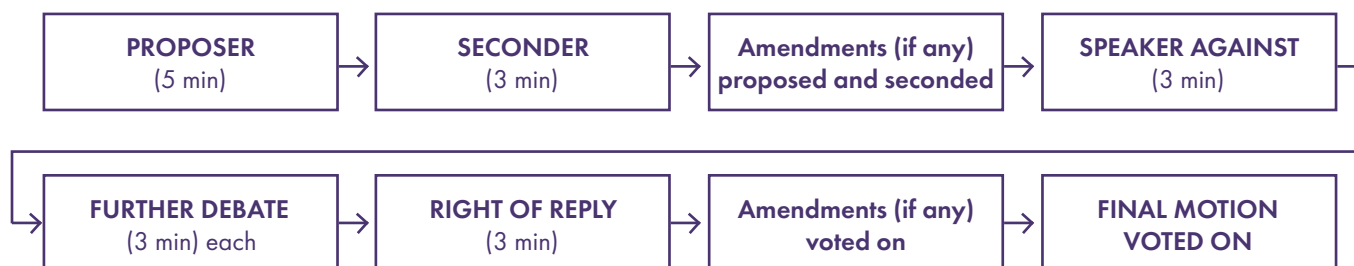 PROPOSER
(5 min)
SECONDER
(3 min)
Amendments (if any)
proposed and seconded
SPEAKER AGAINST
(3 min)
FURTHER DEBATE
(3 min) each
RIGHT OF REPLY
(3 min)
Amendments (if any)
voted on
FINAL MOTION
VOTED ON